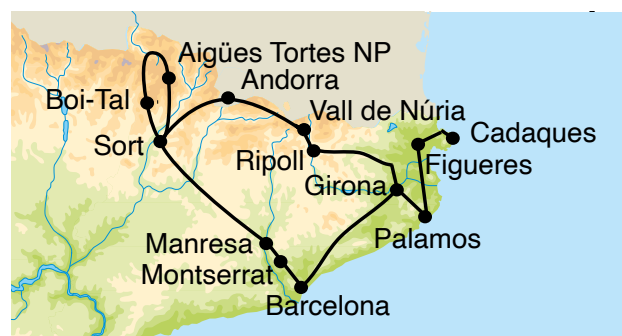 Aigües Tortes NP
Andorra
Boi-Tal
Vall de Núria
Cadaques
Sort
Ripoll
Figueres
Girona
Palamos
Manresa
Montserrat
Barcelona